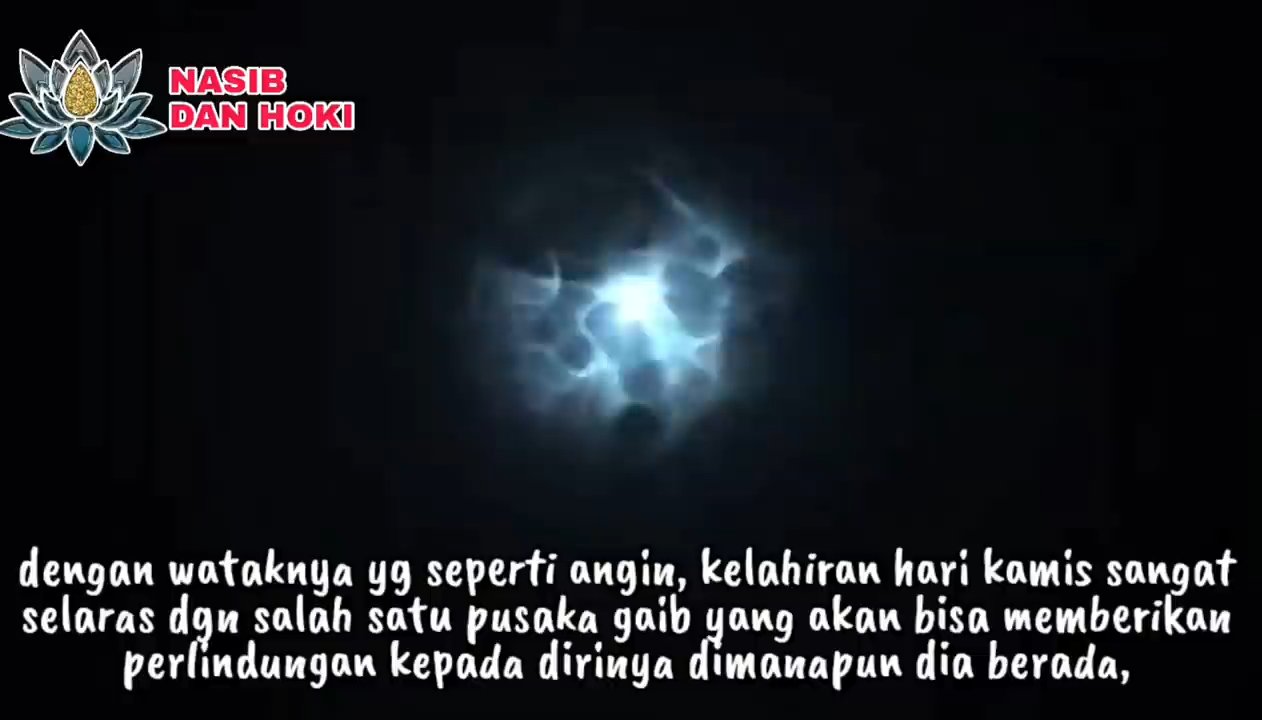 NASIB
DAN HOKI
dengan wataknya yg seperti angin, kelahiran hari kamis sangat
selaras dgn salah satu pusaka gaib yang akan bisa memberikan
perlindungan kepada dirinya dimanapun dia berada,